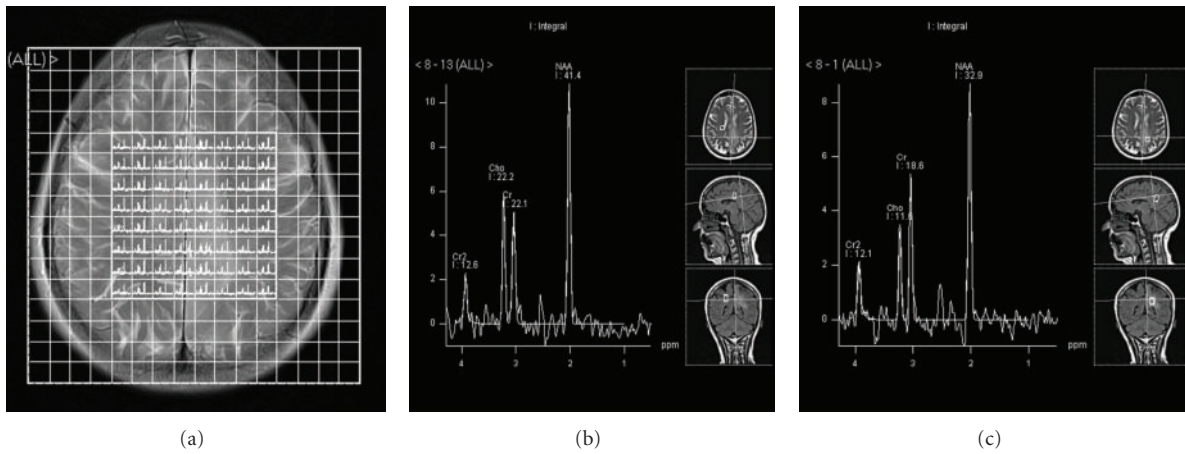 (ALL) >
(a)
I : Integral
< 8 - 13 (ALL) >
NAA
I : 41.4
10
8
6
4
2
0
Cho
I : 22.2
Cr
: 22.1
Cr2
I : 12.6
ppm
4
3
2
1
(b)
I : Integral
< 8 - 1 (ALL) >
NAA
I : 32.9
8
6
4
2
0
Cr
I : 18.6
Cho
I : 11.6
Cr2
I : 12.1
ppm
4
3
2
1
(c)